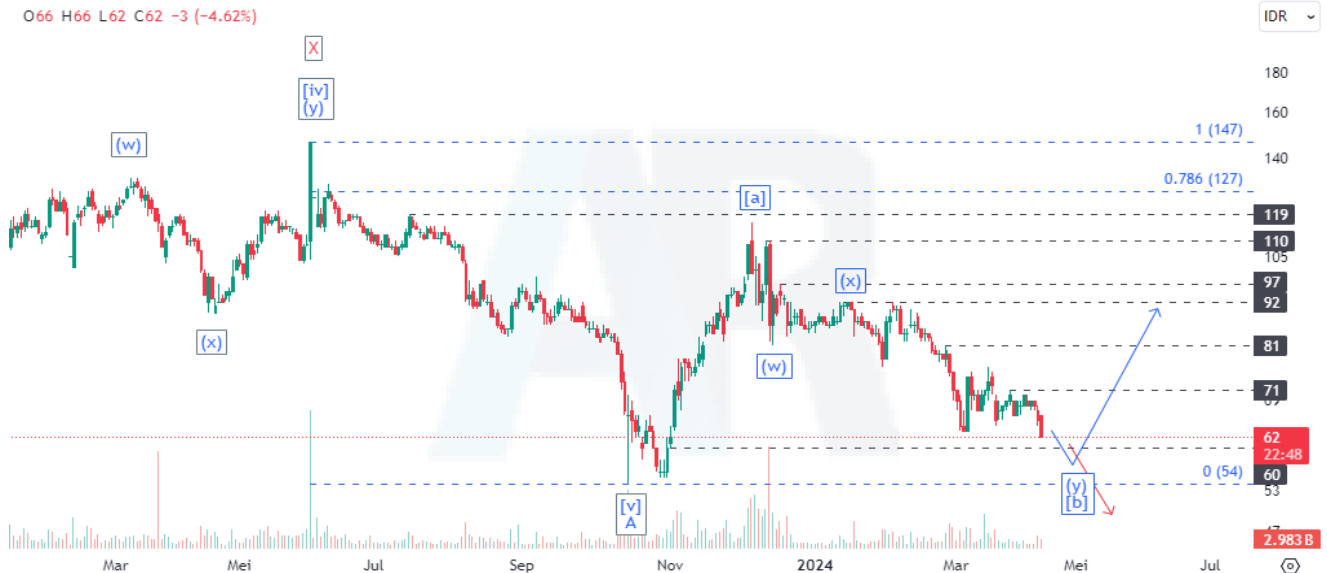 O66 H66 L62 C62 −3 (−4.62%)
IDR
X
[iv]
(y)
(w)
(x)
[a]
(w)
(x)
[v]
A
(y)
[b]
1 (147)
0.786 (127)
0 (54)
180
160
140
119
110
105
97
92
81
71
62
22:48
60
53
47
2.983 B
Mar
Mei
Jul
Sep
Nov
2024
Mar
Mei
Jul
AR